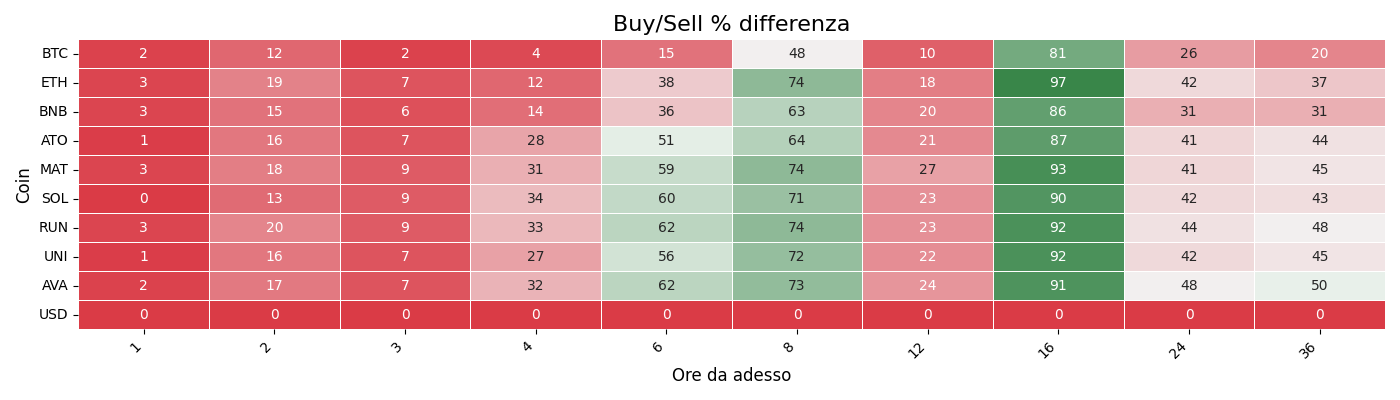 Buy/Sell % differenza
Coin
BTC 2 12 2 4 15 48 10 81 26 20
ETH 3 19 7 12 38 74 18 97 42 37
BNB 3 15 6 14 36 63 20 86 31 31
ATO 1 16 7 28 51 64 21 87 41 44
MAT 3 18 9 31 59 74 27 93 41 45
SOL 0 13 9 34 60 71 23 90 42 43
RUN 3 20 9 33 62 74 23 92 44 48
UNI 1 16 7 27 56 72 22 92 42 45
AVA 2 17 7 32 62 73 24 91 48 50
USD 0 0 0 0 0 0 0 0 0 0
1 2 3 4 6 8 12 16 24 36
Ore da adesso